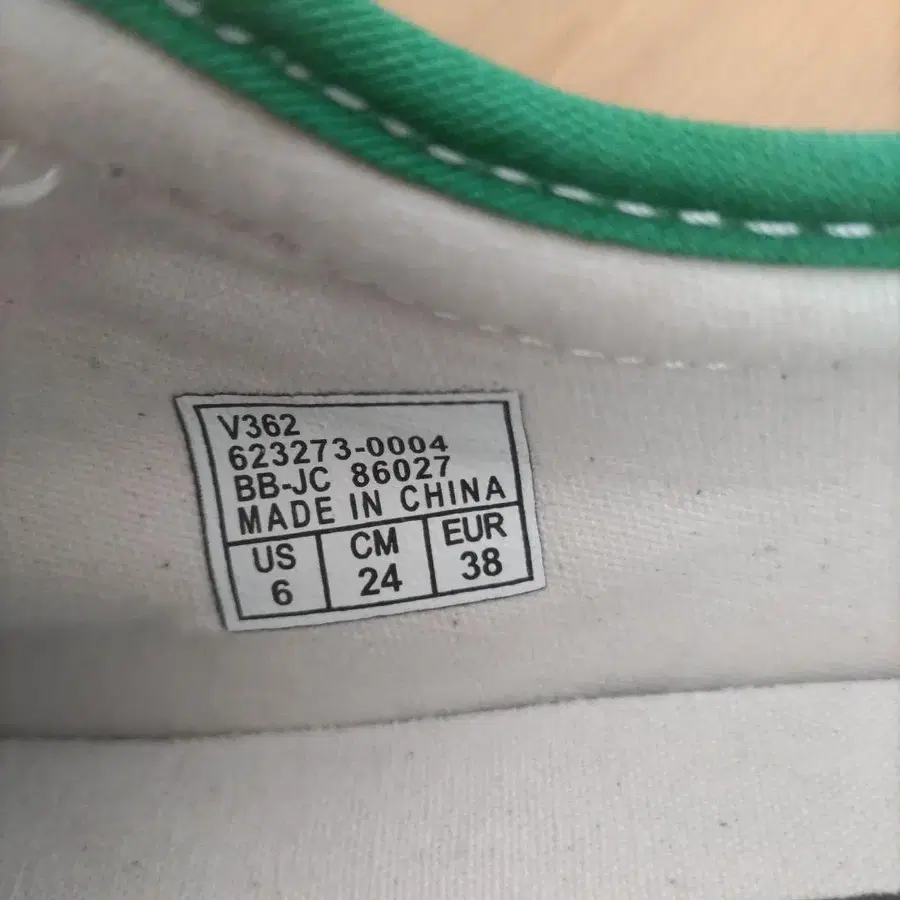 V362
623273-0004
BB-JC 86027
MADE IN CHINA
US CM EUR
6 24 38